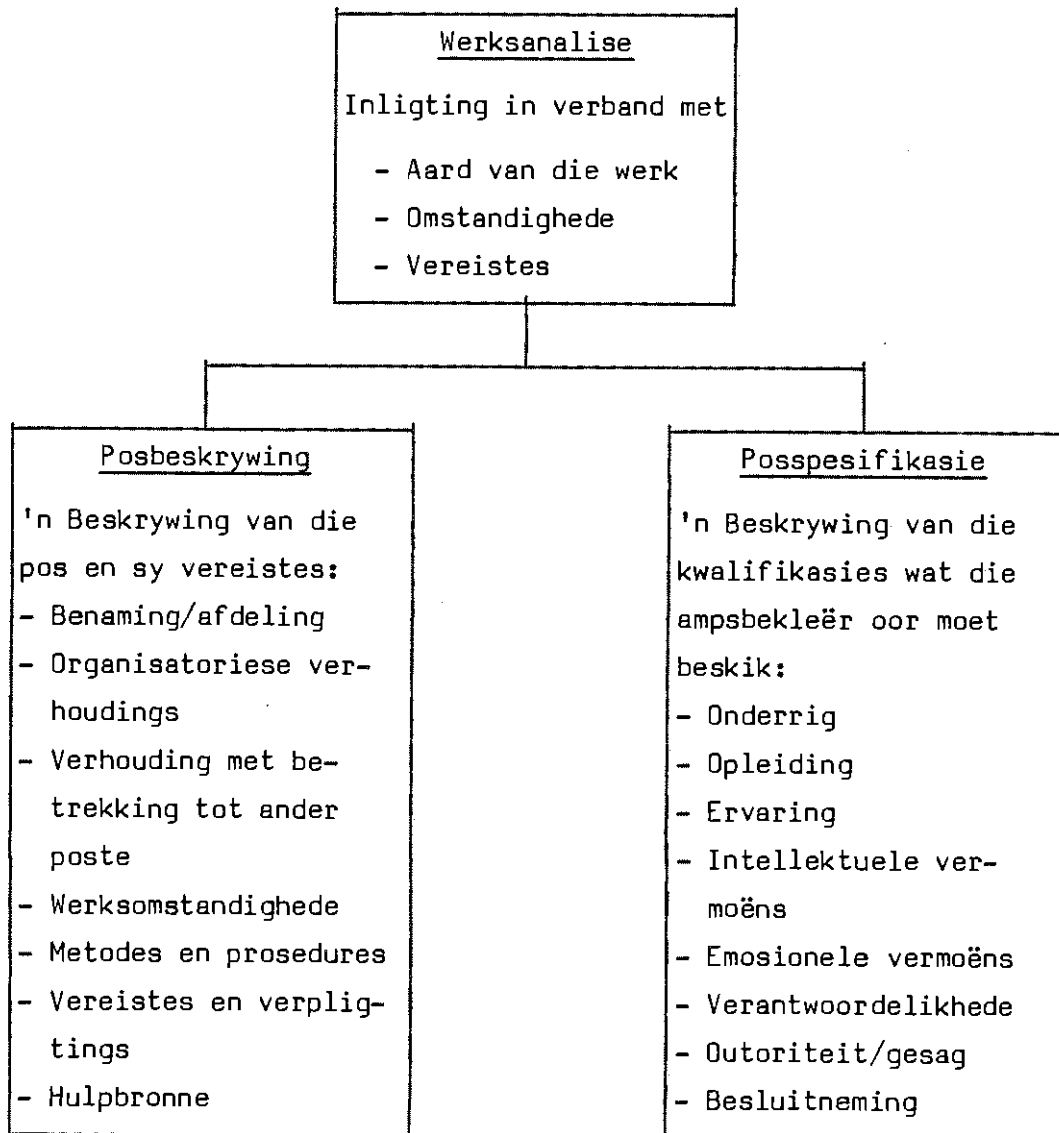 Werksanalise
Inligting in verband met
- Aard van die werk
- Omstandighede
- Vereistes
Posbeskrywing
'n Beskrywing van die
pos en sy vereistes:
- Benaming/afdeling
- Organisatoriese ver-
houdings
- Verhouding met be-
trekking tot ander
poste
- Werksomstandighede
- Metodes en prosedures
- Vereistes en verplig-
tings
- Hulpbronne
Posspesifikasie
'n Beskrywing van die
kwalifikasies wat die
ampsbekleër oor moet
beskik:
- Onderrig
- Opleiding
- Ervaring
- Intellektuele ver-
moëns
- Emosionele vermoëns
- Verantwoordelikhede
- Outoriteit/gesag
- Besluitneming